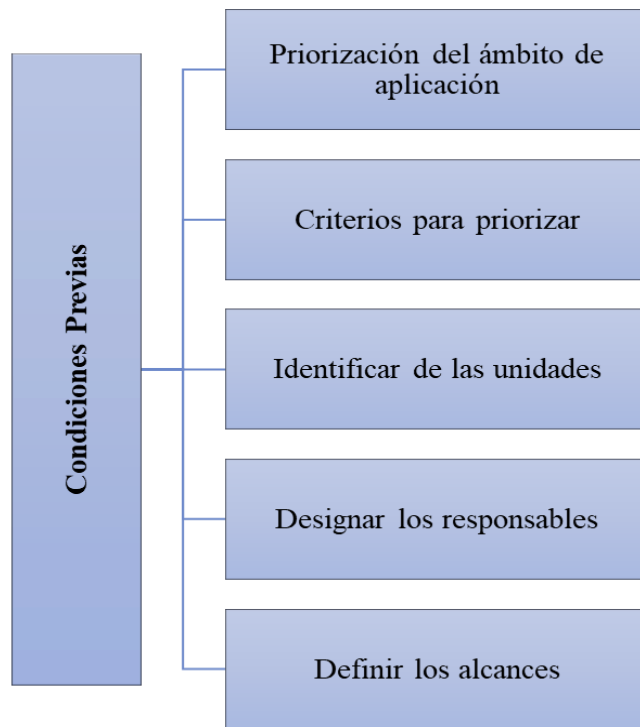 Condiciones Previas
Priorización del ámbito de
aplicación
Criterios para priorizar
Identificar de las unidades
Designar los responsables
Definir los alcances